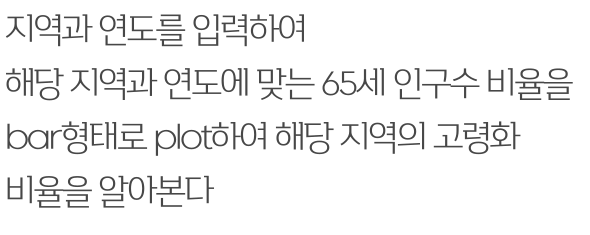 지역과 연도를 입력하여
해당 지역과 연도에 맞는 65세 인구수 비율을
bar형태로 plot하여 해당 지역의 고령화
비율을 알아본다